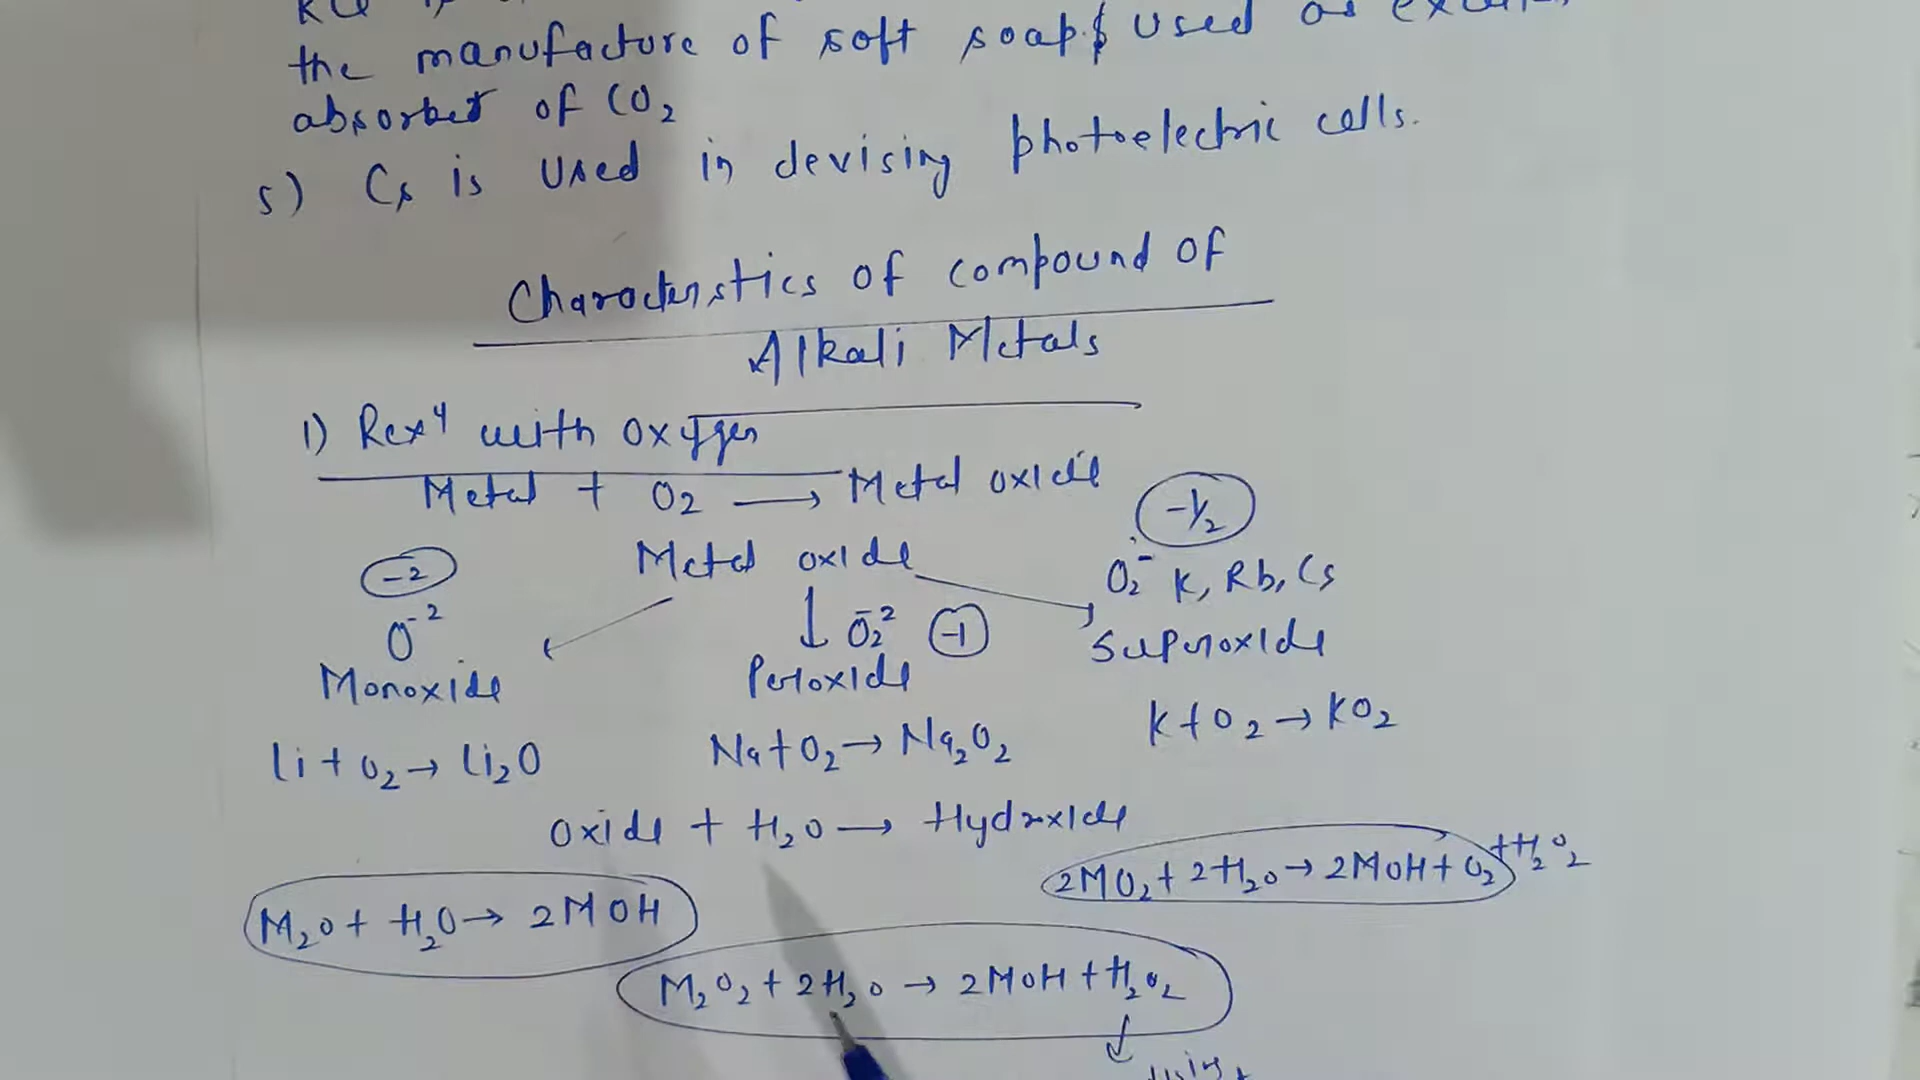 the manufacture of soft soap & used as
absorbet of CO2
5) Cs is used in devising photoelectric cells.
Characterstics of compound of
Alkali Metals
1) Rexⁿ with oxygen
Metal + O2 → Metal oxide
-1/2
-2 Metal oxide O2⁻ K, Rb, Cs
O⁻² ↓ O2⁻² -1 Superoxide
Monoxide Peroxide
Li + O2 → Li2O Na + O2 → Na2O2 K + O2 → KO2
Oxide + H2O → Hydroxide
M2O + H2O → 2MOH 2MO2 + 2H2O → 2MOH + O2 + H2O2
M2O2 + 2H2O → 2MOH + H2O2
↓